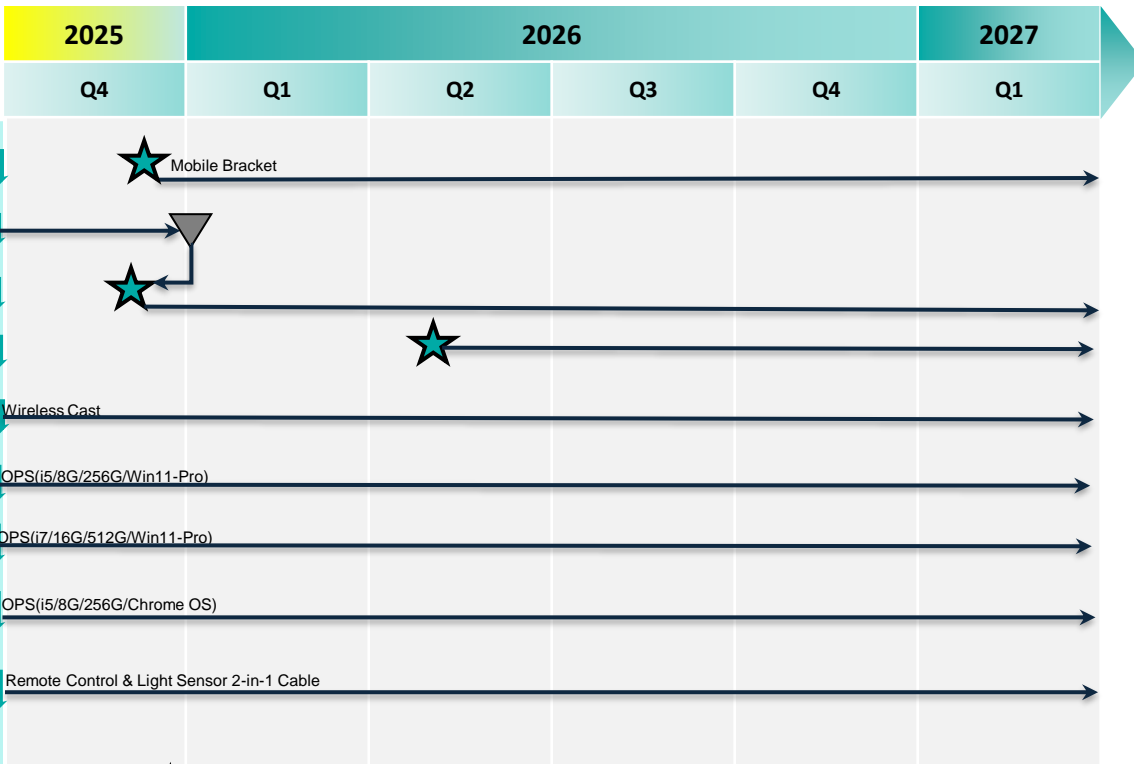 2025
2026
2027
Q4
Q1
Q2
Q3
Q4
Q1
Mobile Bracket
Wireless Cast
OPS(i5/8G/256G/Win11-Pro)
OPS(i7/16G/512G/Win11-Pro)
OPS(i5/8G/256G/Chrome OS)
Remote Control & Light Sensor 2-in-1 Cable